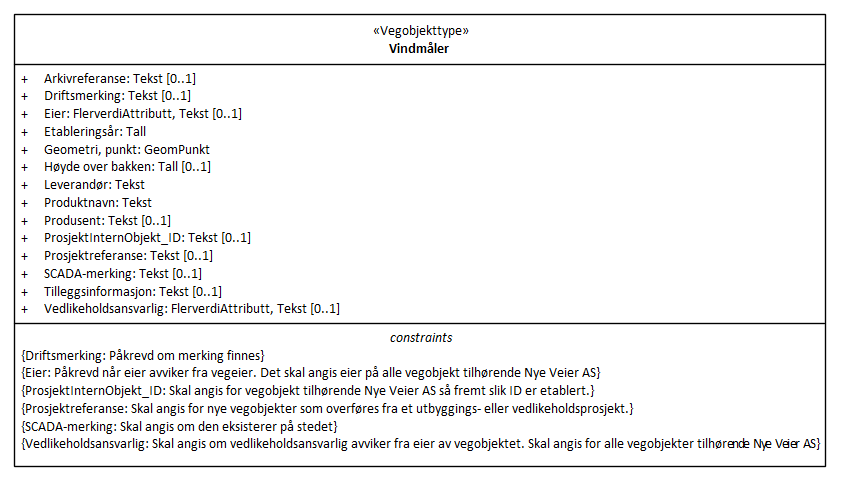 «Vegobjekttype»
Vindmåler
+ Arkivreferanse: Tekst [0..1]
+ Driftsmerking: Tekst [0..1]
+ Eier: FlerverdiAttributt, Tekst [0..1]
+ Etableringsår: Tall
+ Geometri, punkt: GeomPunkt
+ Høyde over bakken: Tall [0..1]
+ Leverandør: Tekst
+ Produktnavn: Tekst
+ Produsent: Tekst [0..1]
+ ProsjektInternObjekt_ID: Tekst [0..1]
+ Prosjektreferanse: Tekst [0..1]
+ SCADA-merking: Tekst [0..1]
+ Tilleggsinformasjon: Tekst [0..1]
+ Vedlikeholdsansvarlig: FlerverdiAttributt, Tekst [0..1]
constraints
{Driftsmerking: Påkrevd om merking finnes}
{Eier: Påkrevd når eier avviker fra vegeier. Det skal angis eier på alle vegobjekt tilhørende Nye Veier AS}
{ProsjektInternObjekt_ID: Skal angis for vegobjekt tilhørende Nye Veier AS så fremt slik ID er etablert.}
{Prosjektreferanse: Skal angis for nye vegobjekter som overføres fra et utbyggings- eller vedlikeholdsprosjekt.}
{SCADA-merking: Skal angis om den eksisterer på stedet}
{Vedlikeholdsansvarlig: Skal angis om vedlikeholdsansvarlig avviker fra eier av vegobjektet. Skal angis for alle vegobjekter tilhørende Nye Veier AS}